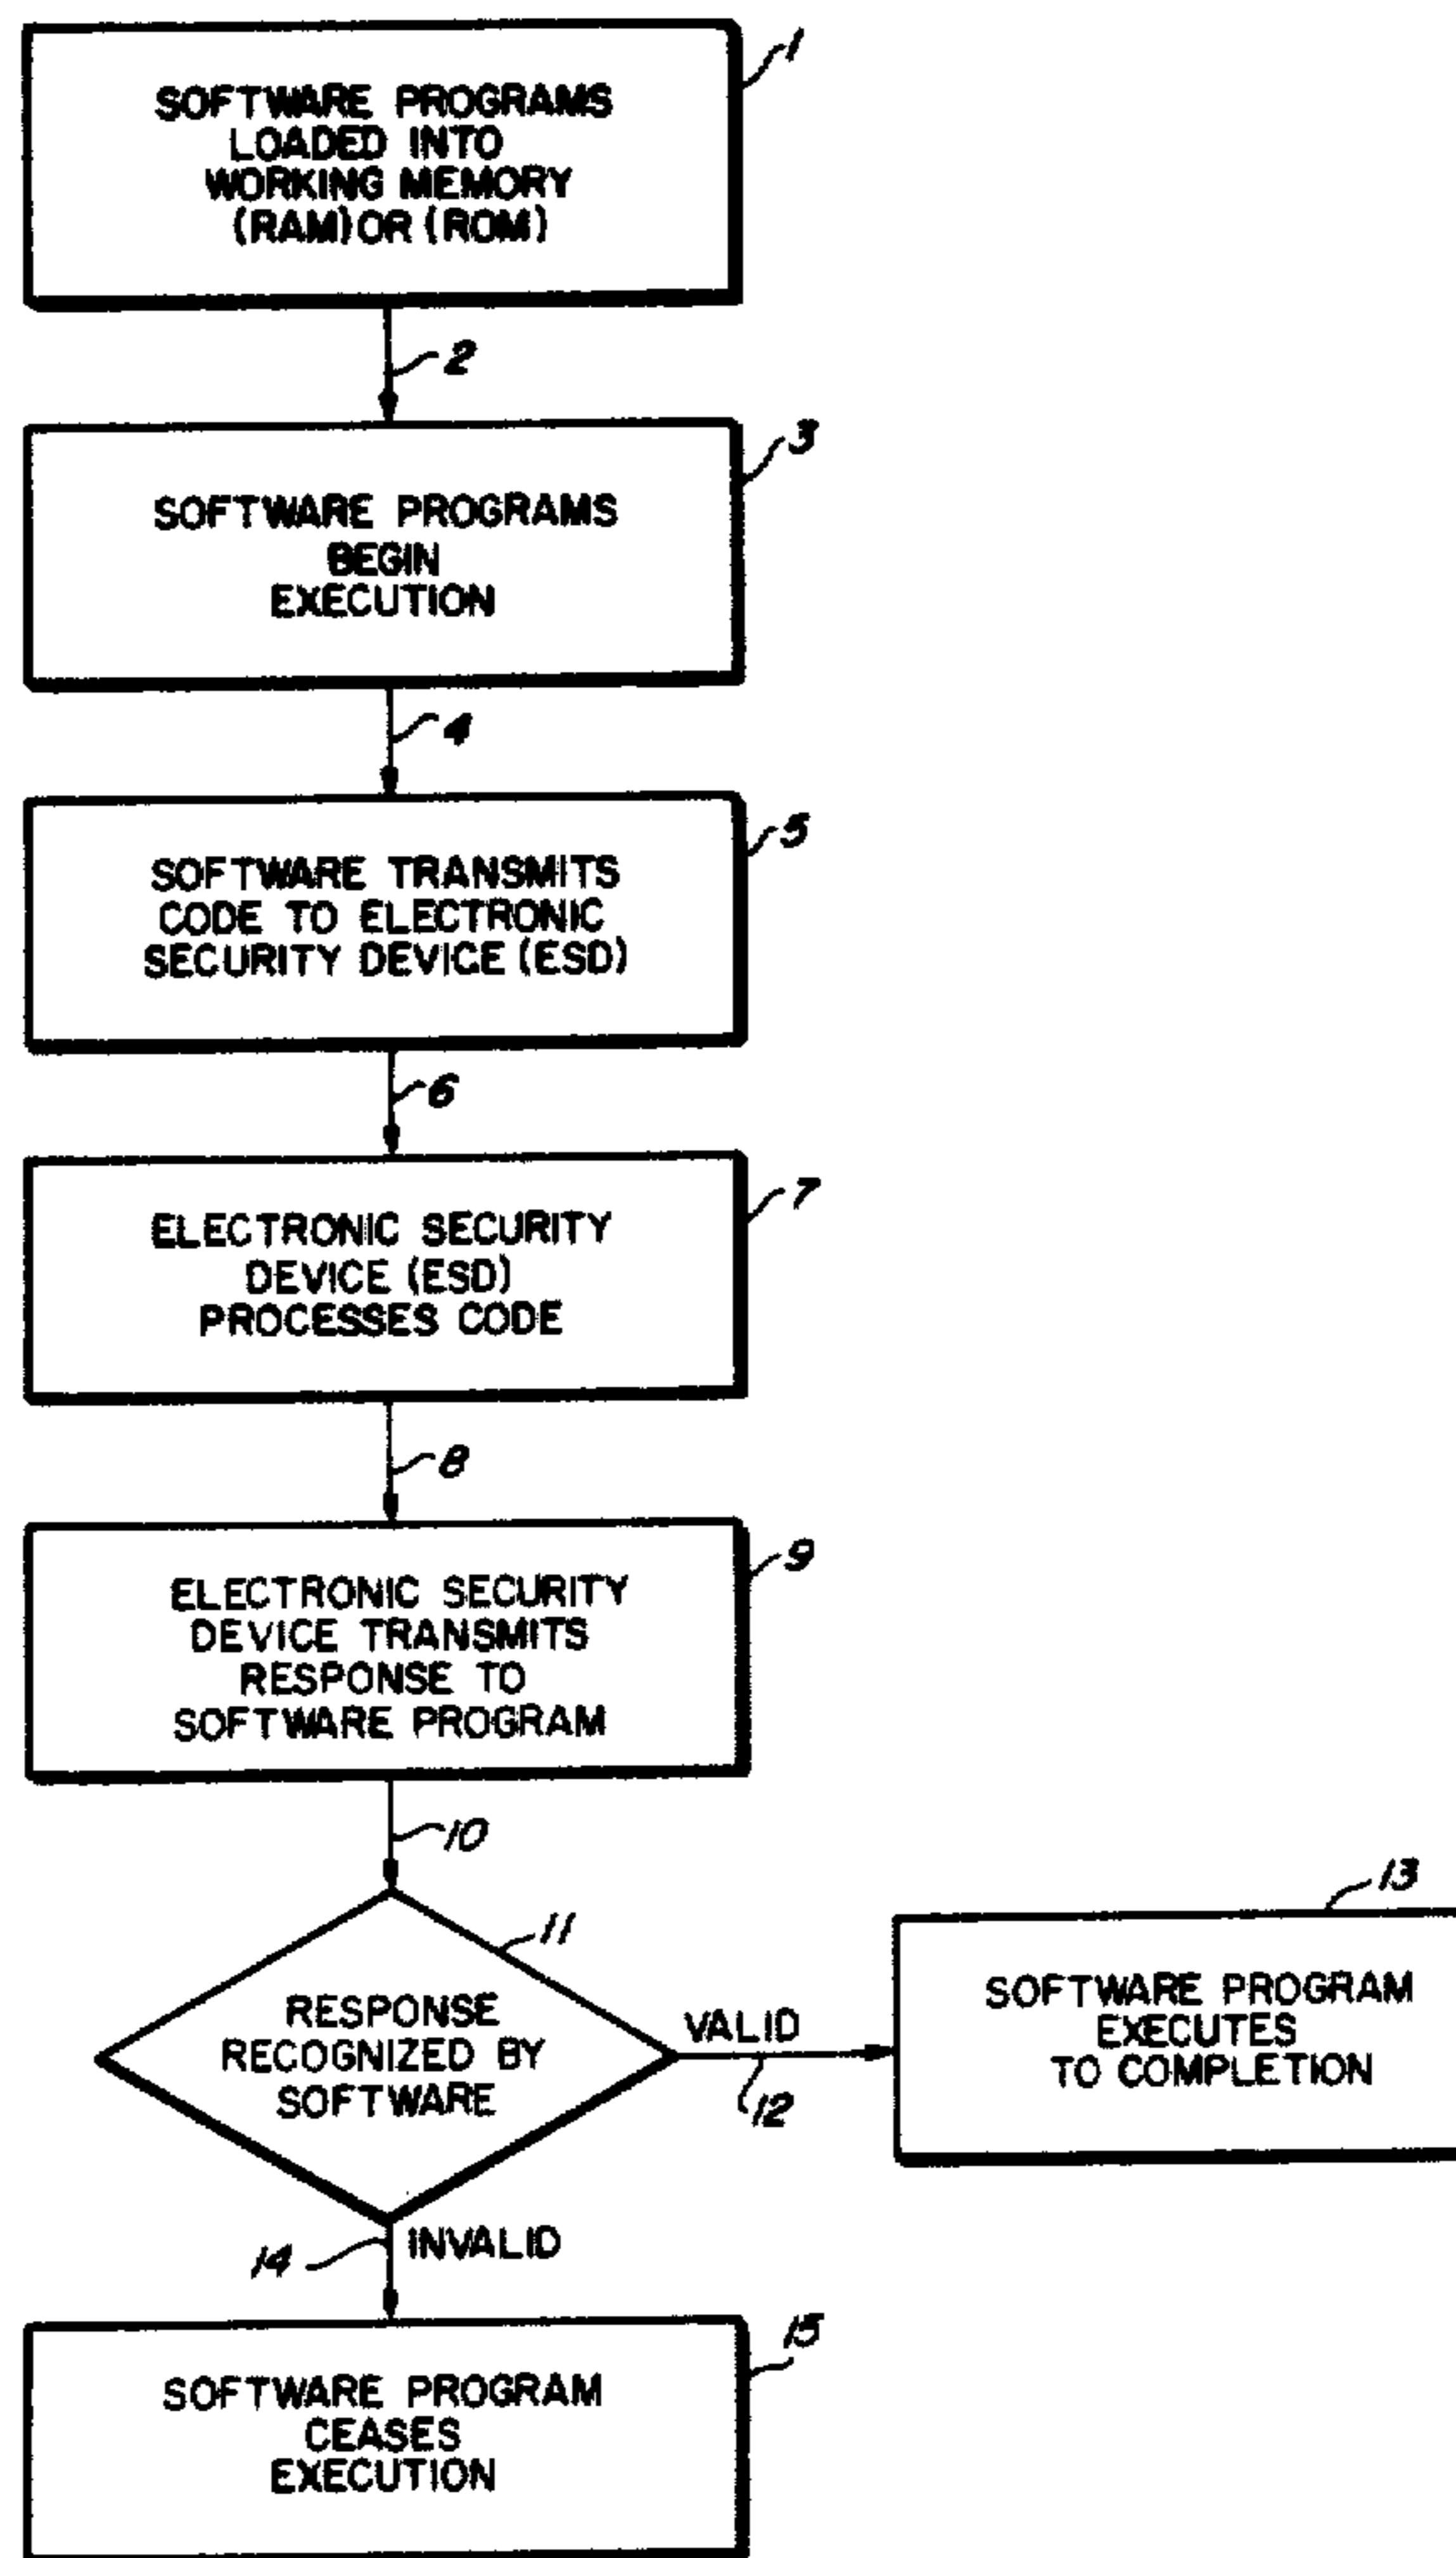 1
SOFTWARE PROGRAMS
LOADED INTO
WORKING MEMORY
(RAM) OR (ROM)
2
3
SOFTWARE PROGRAMS
BEGIN
EXECUTION
4
5
SOFTWARE TRANSMITS
CODE TO ELECTRONIC
SECURITY DEVICE (ESD)
6
7
ELECTRONIC SECURITY
DEVICE (ESD)
PROCESSES CODE
8
9
ELECTRONIC SECURITY
DEVICE TRANSMITS
RESPONSE TO
SOFTWARE PROGRAM
10
11
RESPONSE
RECOGNIZED BY
SOFTWARE
VALID
12
13
SOFTWARE PROGRAM
EXECUTES
TO COMPLETION
14
INVALID
15
SOFTWARE PROGRAM
CEASES
EXECUTION